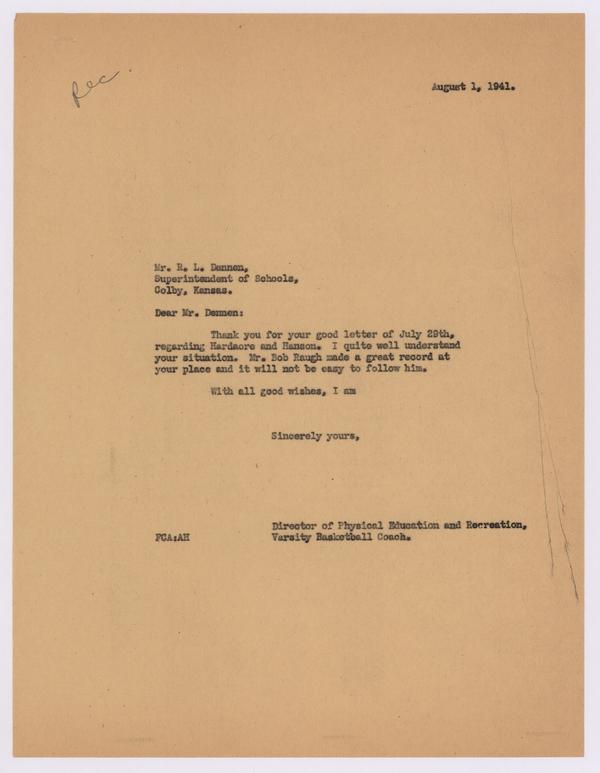 Rec.
August 1, 1941.
Mr. R. L. Dennen,
Superintendent of Schools,
Colby, Kansas.
Dear Mr. Dennen:
Thank you for your good letter of July 29th,
regarding Hardacre and Hanson. I quite well understand
your situation. Mr. Bob Raugh made a great record at
your place and it will not be easy to follow him.
With all good wishes, I am
Sincerely yours,
Director of Physical Education and Recreation,
FCA:AH Varsity Basketball Coach.